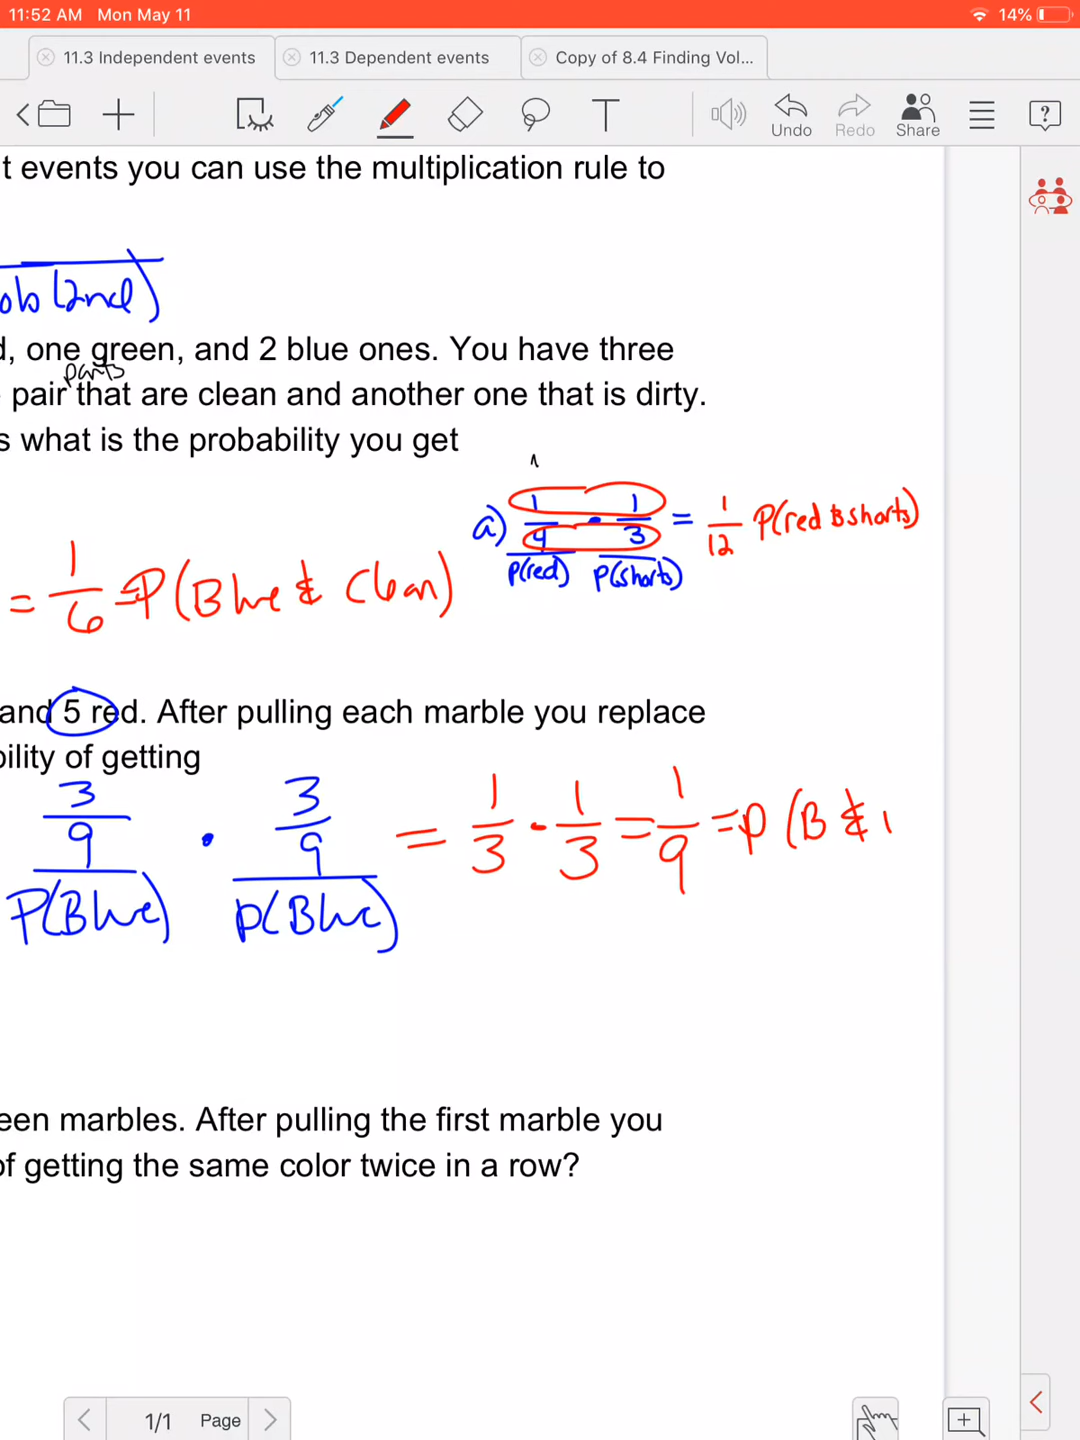 11:52 AM Mon May 11
14%
11.3 Independent events
11.3 Dependent events
Copy of 8.4 Finding Vol...
T
Undo
Redo
Share
?
t events you can use the multiplication rule to
ob(2nd)
d, one green, and 2 blue ones. You have three
pants
pair that are clean and another one that is dirty.
s what is the probability you get
a) 1/4 · 1/3 = 1/12 P(red & shorts)
P(red) P(shorts)
= 1/6 = P(Blue & Clean)
and 5 red. After pulling each marble you replace
bility of getting
3/9 · 3/9 = 1/3 · 1/3 = 1/9 = P(B &
P(Blue) P(Blue)
een marbles. After pulling the first marble you
of getting the same color twice in a row?
1/1 Page